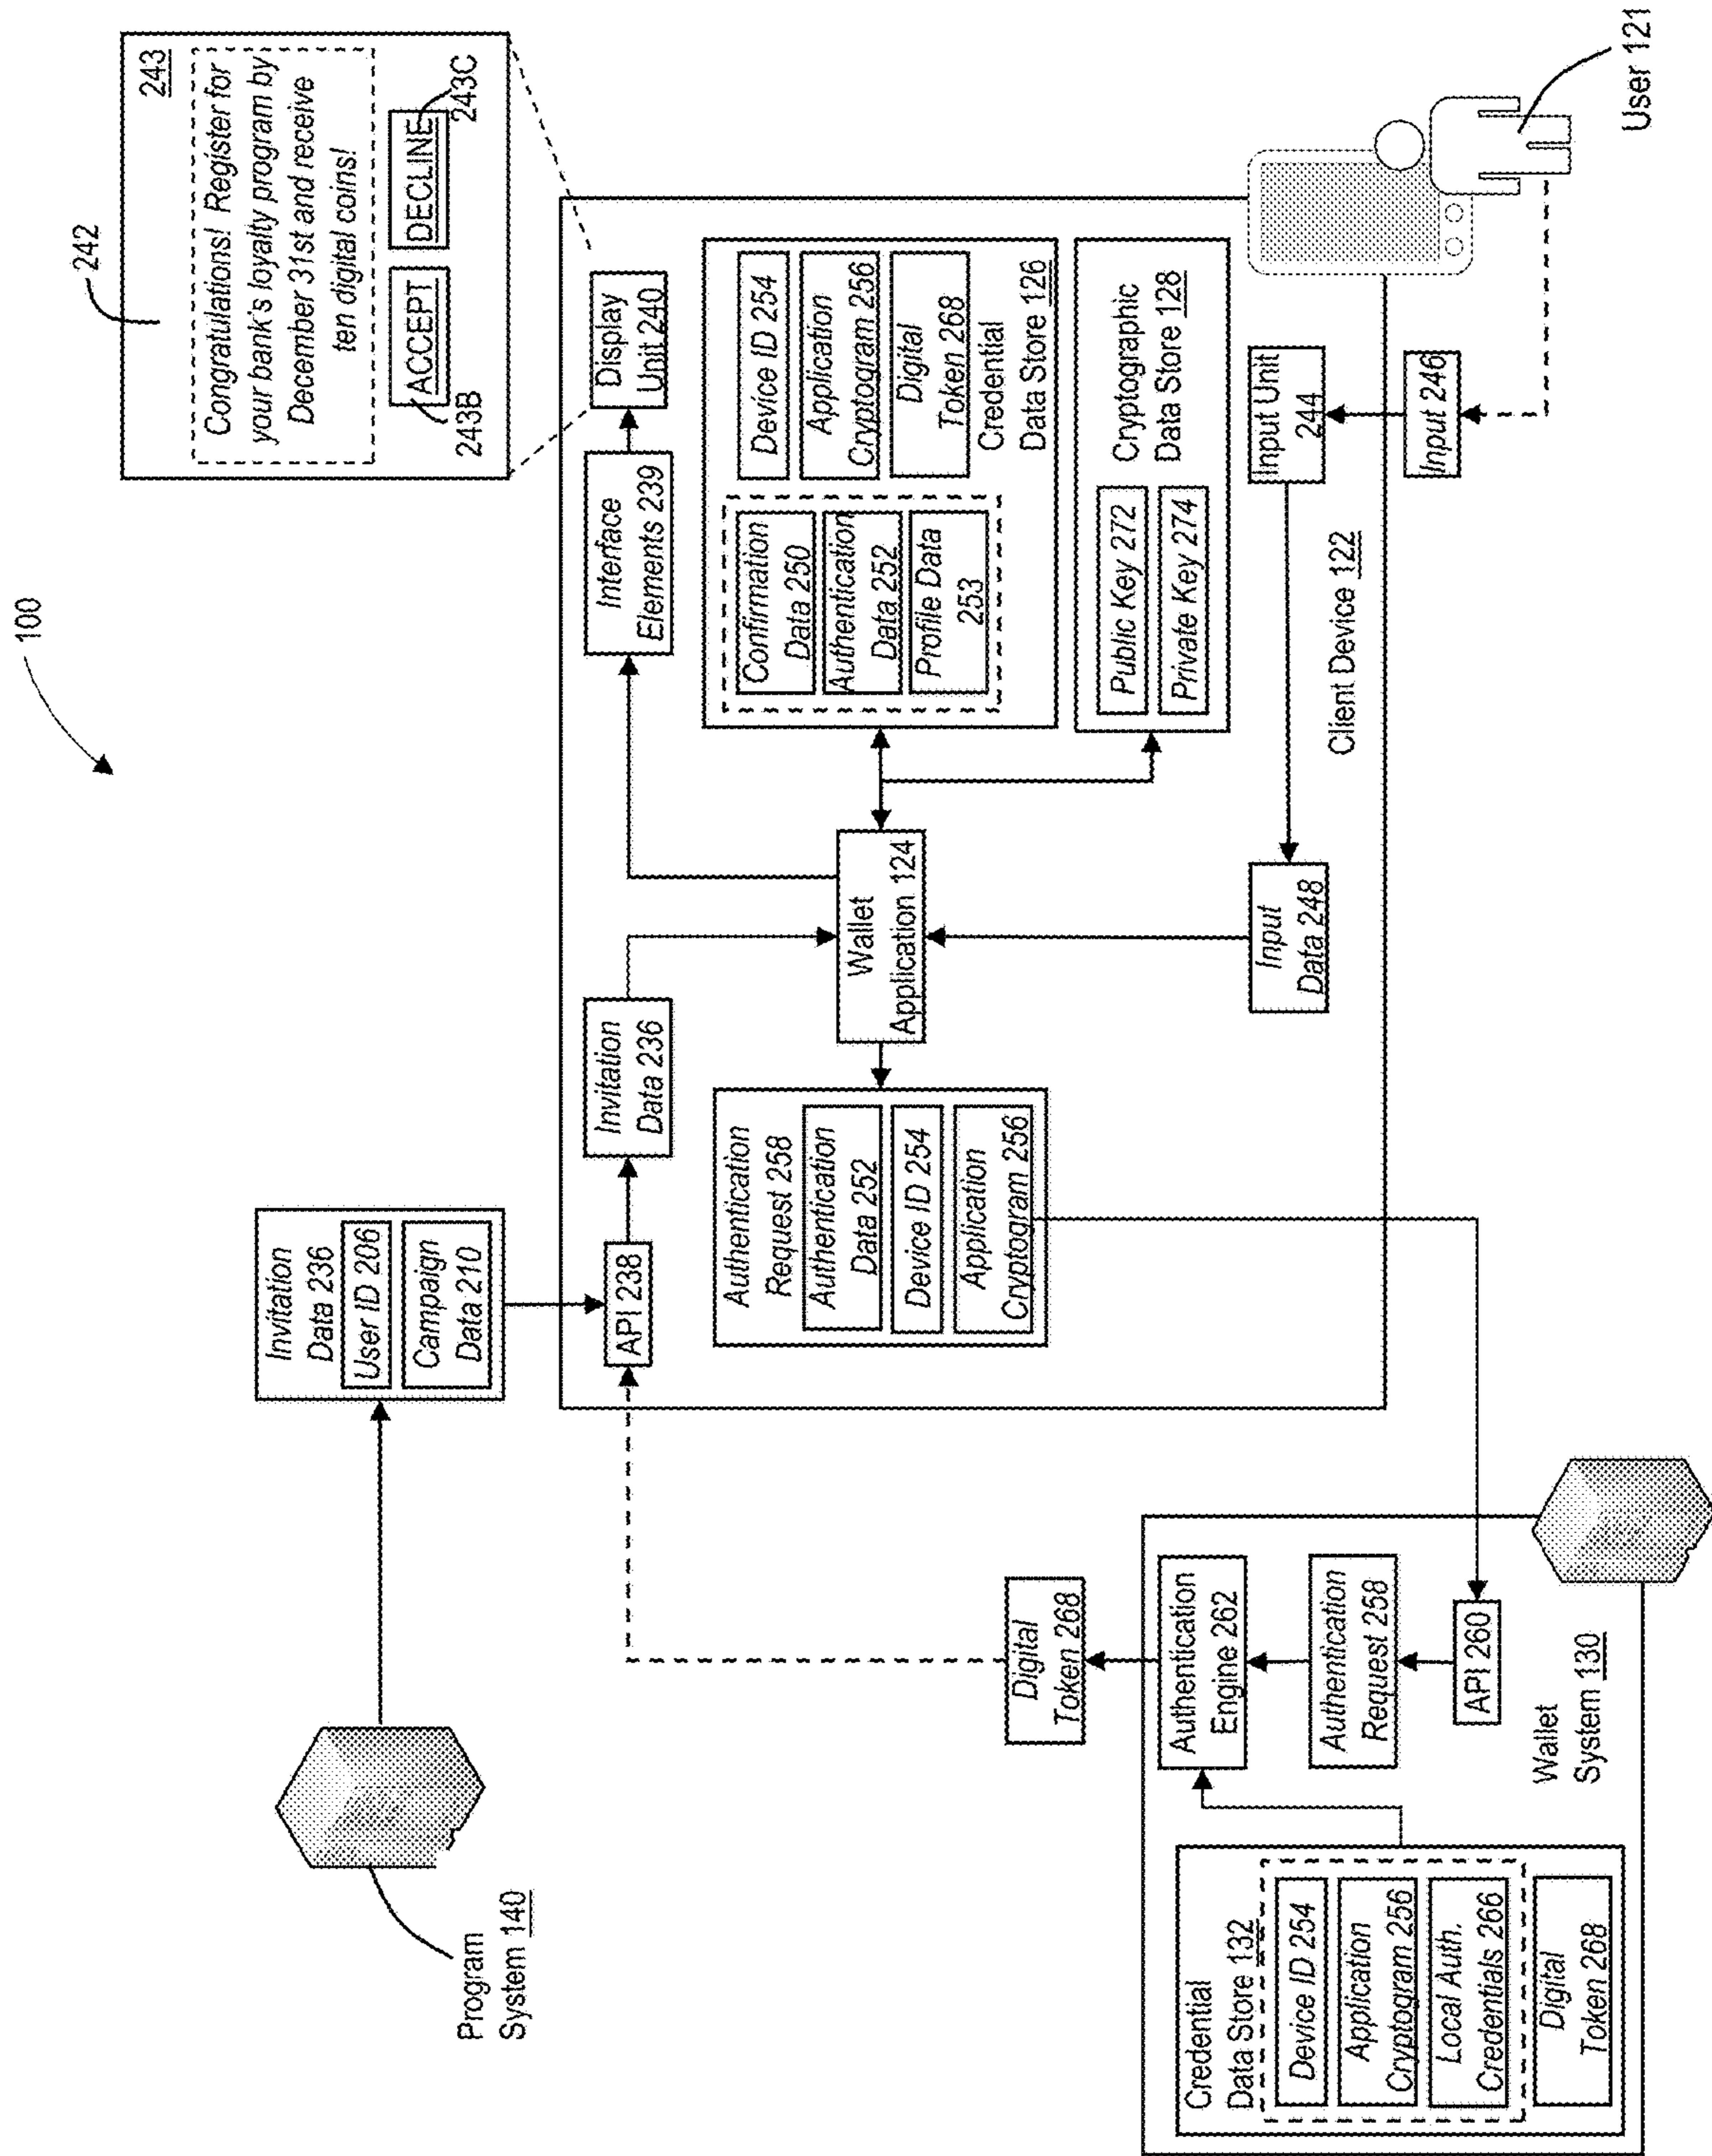 100
242
243
Congratulations! Register for
your bank's loyalty program by
December 31st and receive
ten digital coins!
ACCEPT
DECLINE
243B
243C
Program
System 140
Invitation
Data 236
User ID 206
Campaign
Data 210
API 238
Invitation
Data 236
Interface
Elements 239
Display
Unit 240
Authentication
Request 258
Authentication
Data 252
Device ID 254
Application
Cryptogram 256
Wallet
Application 124
Confirmation
Data 250
Authentication
Data 252
Profile Data
253
Device ID 254
Application
Cryptogram 256
Digital
Token 268
Credential
Data Store 126
Public Key 272
Private Key 274
Cryptographic
Data Store 128
Input
Data 248
Input Unit
244
Client Device 122
Input 246
User 121
Digital
Token 268
Credential
Data Store 132
Device ID 254
Application
Cryptogram 256
Local Auth.
Credentials 266
Digital
Token 268
Authentication
Engine 262
Authentication
Request 258
API 260
Wallet
System 130